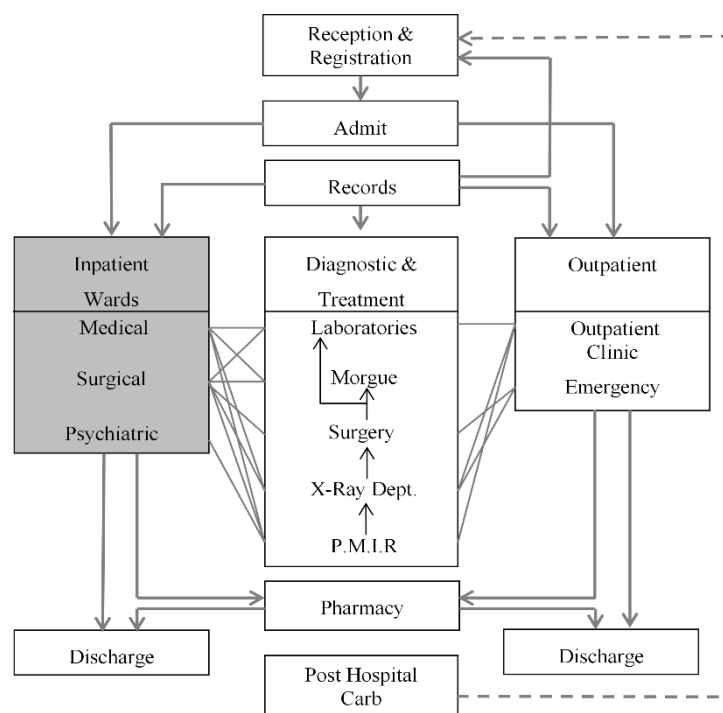 Reception &
Registration
Admit
Records
Inpatient
Wards
Medical
Surgical
Psychiatric
Diagnostic &
Treatment
Laboratories
Morgue
Surgery
X-Ray Dept.
P.M.I.R
Outpatient
Outpatient
Clinic
Emergency
Pharmacy
Discharge
Discharge
Post Hospital
Carb